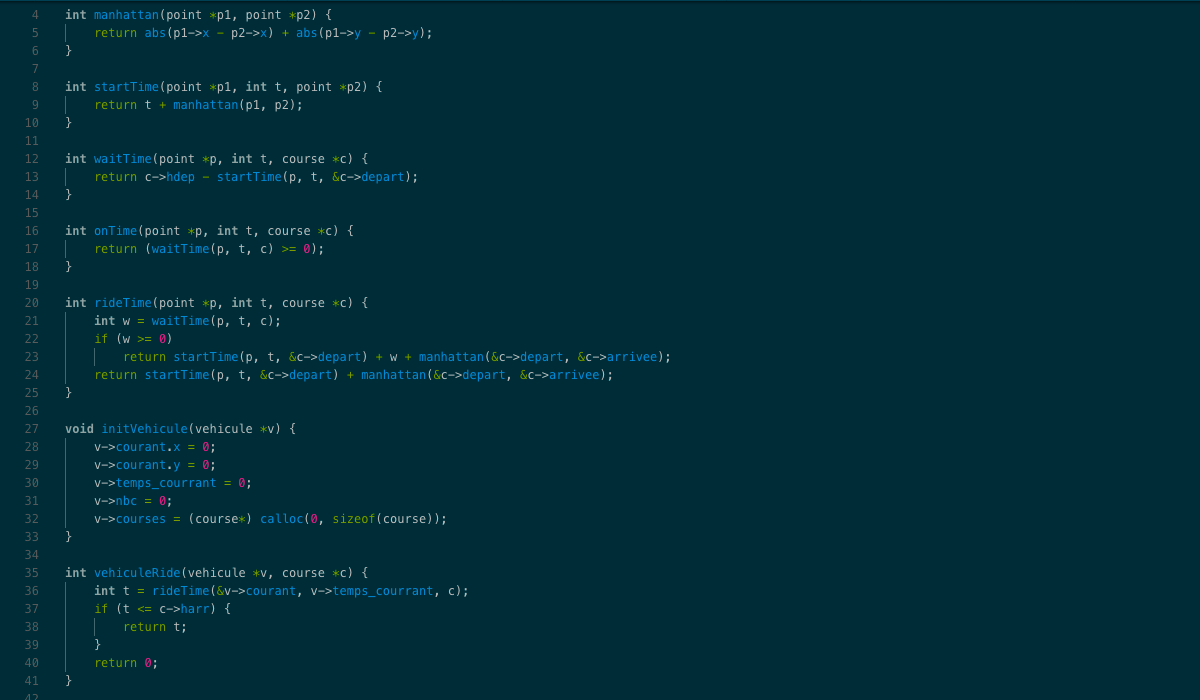 4 int manhattan(point *p1, point *p2) {
5     return abs(p1->x - p2->x) + abs(p1->y - p2->y);
6 }
7
8 int startTime(point *p1, int t, point *p2) {
9     return t + manhattan(p1, p2);
10 }
11
12 int waitTime(point *p, int t, course *c) {
13     return c->hdep - startTime(p, t, &c->depart);
14 }
15
16 int onTime(point *p, int t, course *c) {
17     return (waitTime(p, t, c) >= 0);
18 }
19
20 int rideTime(point *p, int t, course *c) {
21     int w = waitTime(p, t, c);
22     if (w >= 0)
23         return startTime(p, t, &c->depart) + w + manhattan(&c->depart, &c->arrivee);
24     return startTime(p, t, &c->depart) + manhattan(&c->depart, &c->arrivee);
25 }
26
27 void initVehicule(vehicule *v) {
28     v->courant.x = 0;
29     v->courant.y = 0;
30     v->temps_courrant = 0;
31     v->nbc = 0;
32     v->courses = (course*) calloc(0, sizeof(course));
33 }
34
35 int vehiculeRide(vehicule *v, course *c) {
36     int t = rideTime(&v->courant, v->temps_courrant, c);
37     if (t <= c->harr) {
38         return t;
39     }
40     return 0;
41 }
42